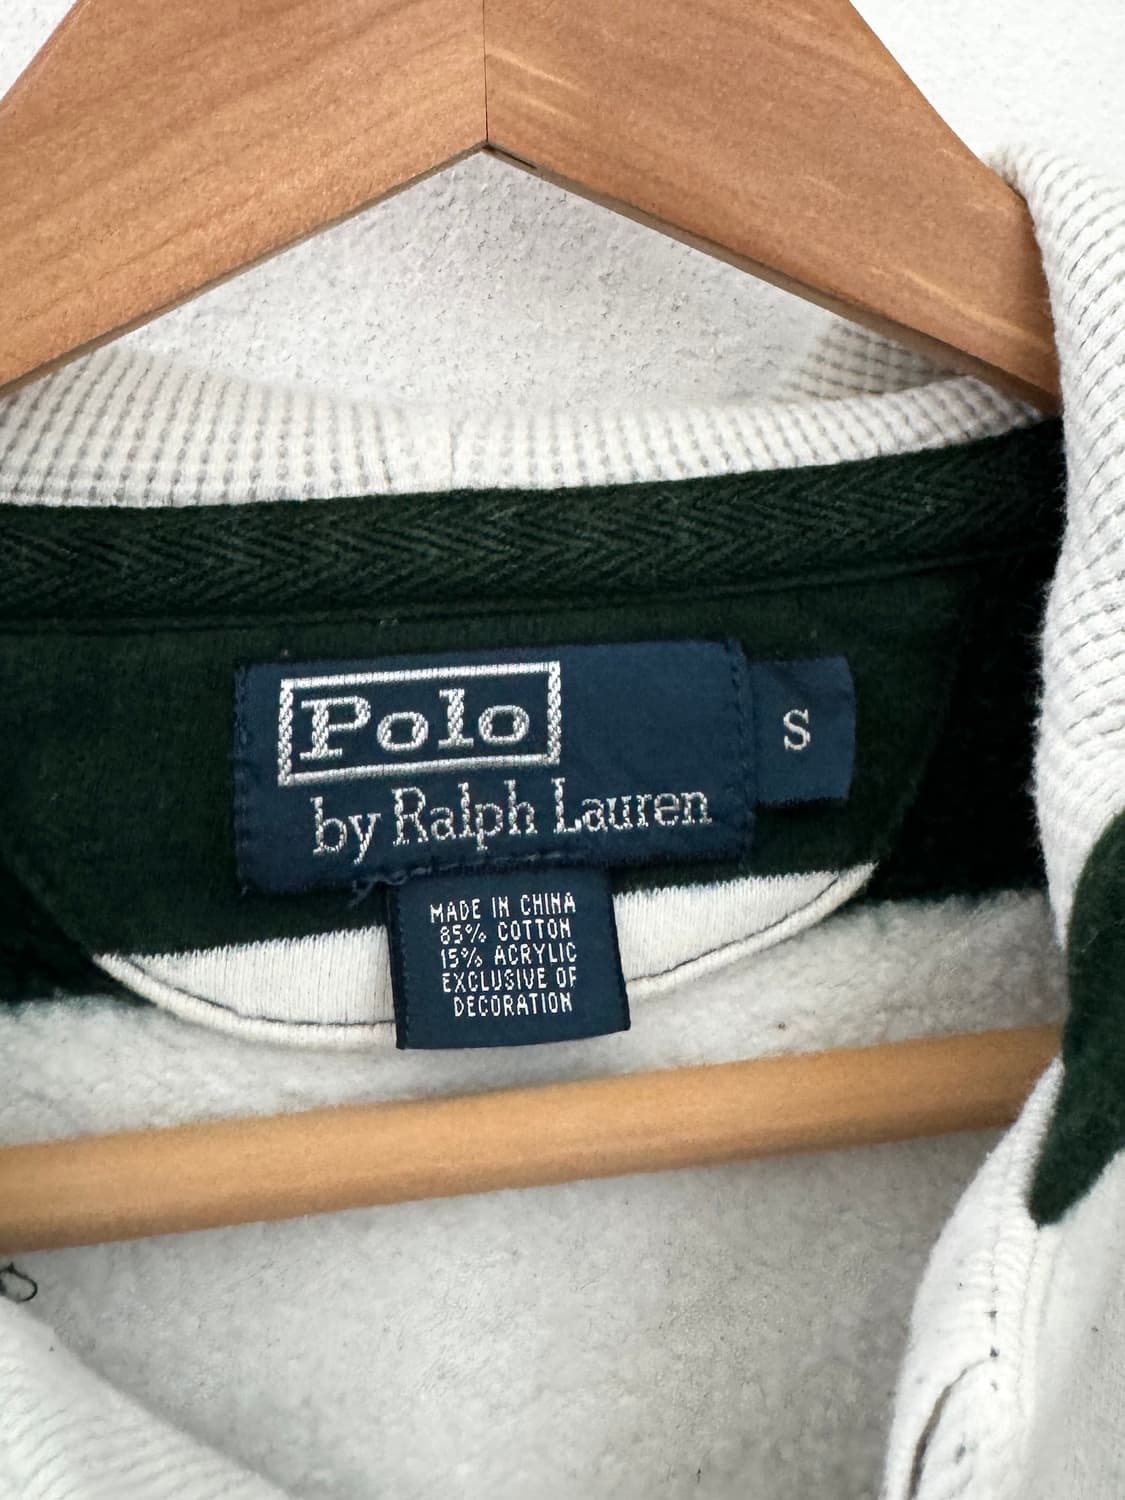 Polo
by Ralph Lauren
S
MADE IN CHINA
85% COTTON
15% ACRYLIC
EXCLUSIVE OF
DECORATION